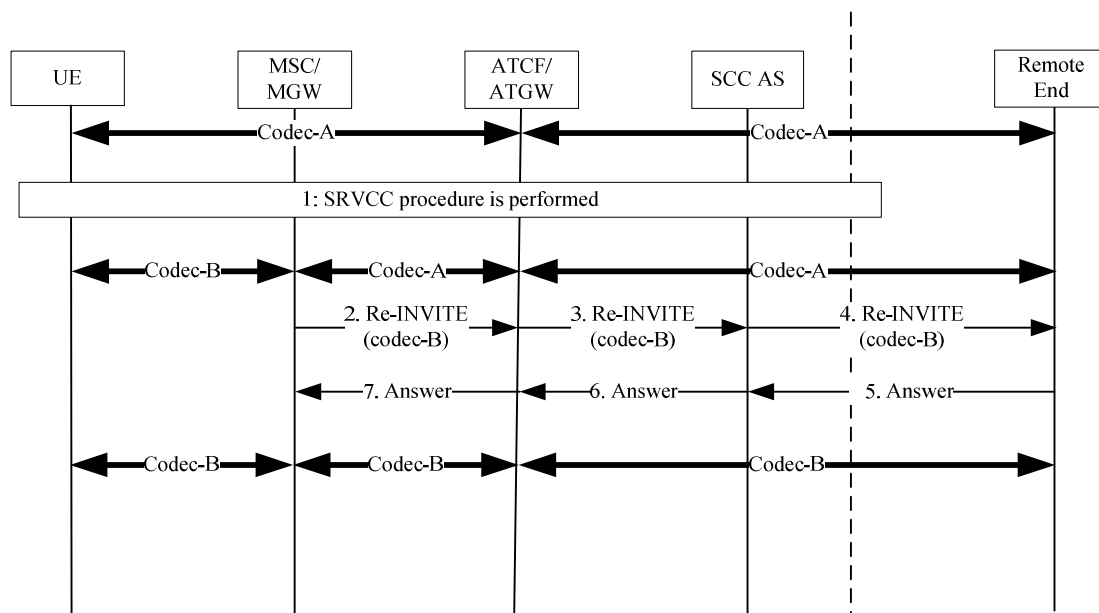 UE
MSC/
MGW
ATCF/
ATGW
SCC AS
Remote
End
Codec-A
Codec-A
1: SRVCC procedure is performed
Codec-B
Codec-A
Codec-A
2. Re-INVITE
(codec-B)
3. Re-INVITE
(codec-B)
4. Re-INVITE
(codec-B)
7. Answer
6. Answer
5. Answer
Codec-B
Codec-B
Codec-B